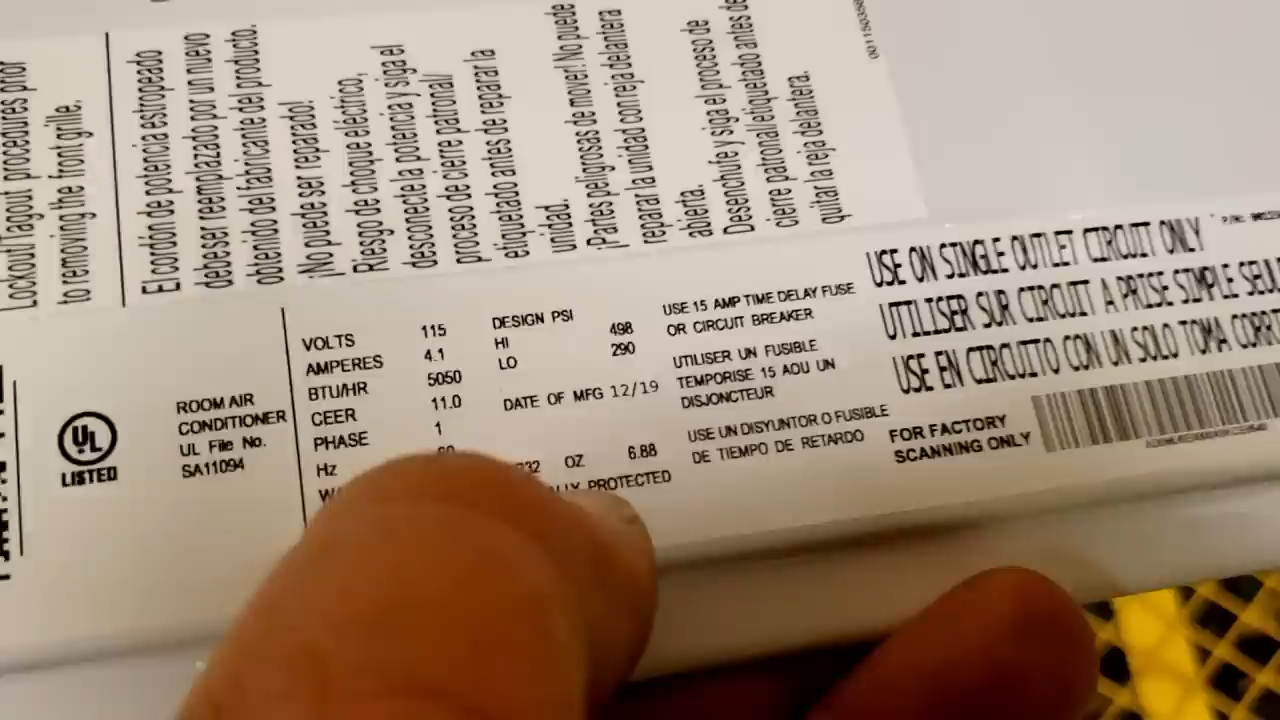 Lockout/Tagout procedures prior
to removing the front grille.
El cordón de potencia estropeado
debe ser reemplazado por un nuevo
obtenido del fabricante del producto.
¡No puede ser reparado!
Riesgo de choque eléctrico,
desconecte la potencia y siga el
proceso de cierre patronal/
etiquetado antes de reparar la
unidad.
¡Partes peligrosas de mover! No puede
reparar la unidad con reja delantera
abierta.
Desenchufe y siga el proceso de
cierre patronal/etiquetado antes de
quitar la reja delantera.
UL
LISTED
ROOM AIR
CONDITIONER
UL File No.
SA11094
VOLTS 115
AMPERES 4.1
BTU/HR 5050
CEER 11.0
PHASE 1
Hz
DESIGN PSI
HI 498
LO 290
DATE OF MFG 12/19
OZ 6.88
PROTECTED
USE 15 AMP TIME DELAY FUSE
OR CIRCUIT BREAKER
UTILISER UN FUSIBLE
TEMPORISE 15 AOU UN
DISJONCTEUR
USE UN DISYUNTOR O FUSIBLE
DE TIEMPO DE RETARDO
USE ON SINGLE OUTLET CIRCUIT ONLY
UTILISER SUR CIRCUIT A PRISE SIMPLE
USE EN CIRCUITO CON UN SOLO TOMA
FOR FACTORY
SCANNING ONLY